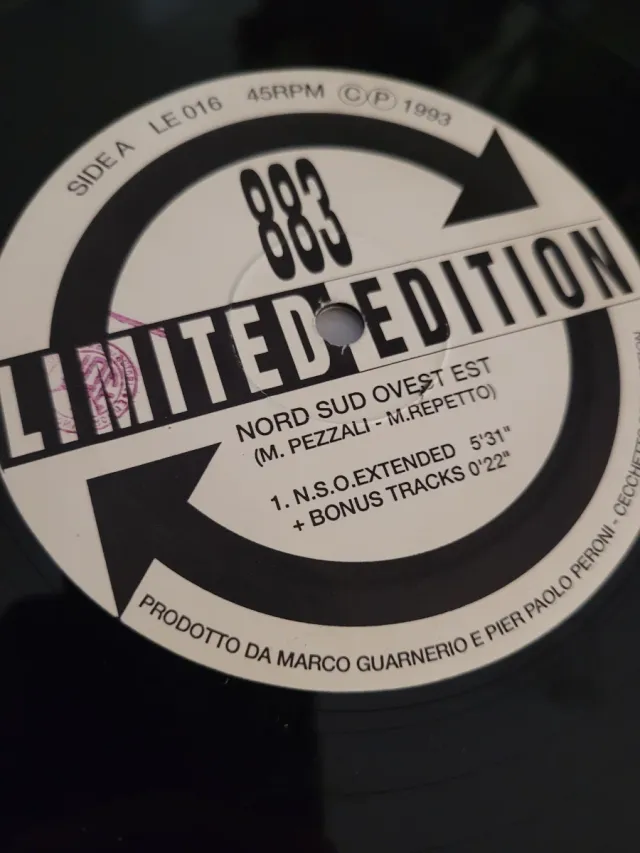 SIDE A LE 016 45RPM Ⓒ Ⓟ 1993
883
LIMITED EDITION
NORD SUD OVEST EST
(M. PEZZALI - M.REPETTO)
1. N.S.O.EXTENDED 5'31"
+ BONUS TRACKS 0'22"
PRODOTTO DA MARCO GUARNERIO E PIER PAOLO PERONI -